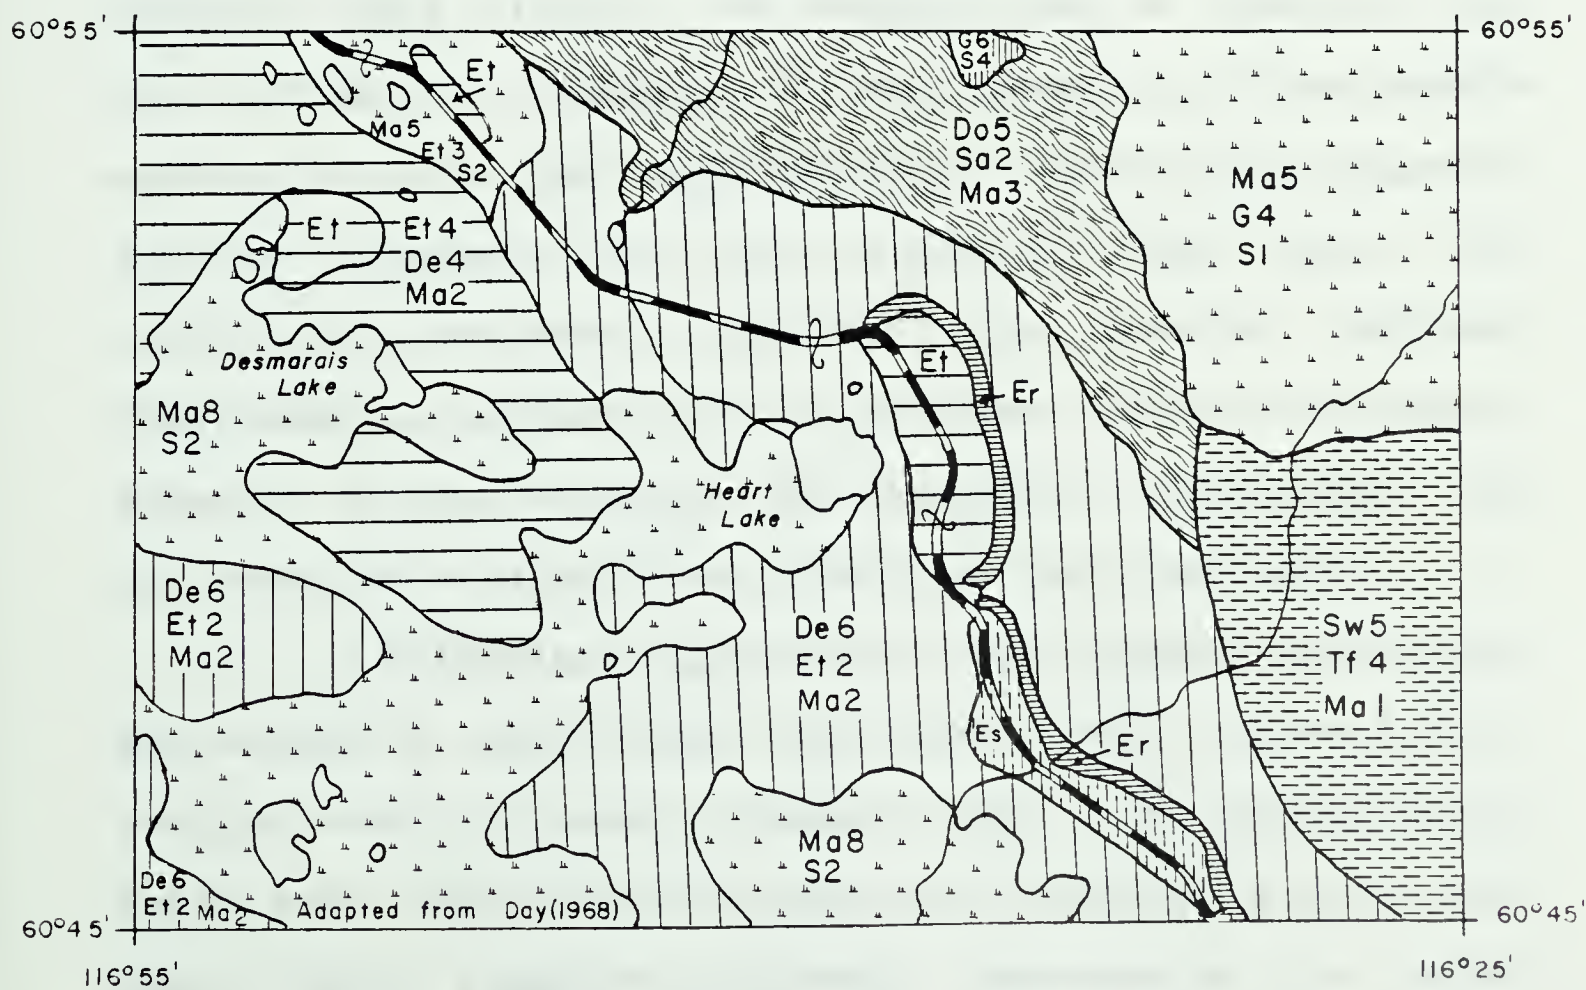 60°55'
60°55'
G6
S4
Et
Ma5
Et3
S2
Do5
Sa2
Ma3
Ma5
G4
S1
Et
Et4
De4
Ma2
Desmarais
Lake
Et
Er
Ma8
S2
Heart
Lake
De6
Et2
Ma2
De6
Et2
Ma2
Sw5
Tf4
Ma1
Es
Er
Ma8
S2
De6
Et2 Ma2
Adapted from Day(1968)
60°45'
60°45'
116°55'
116°25'